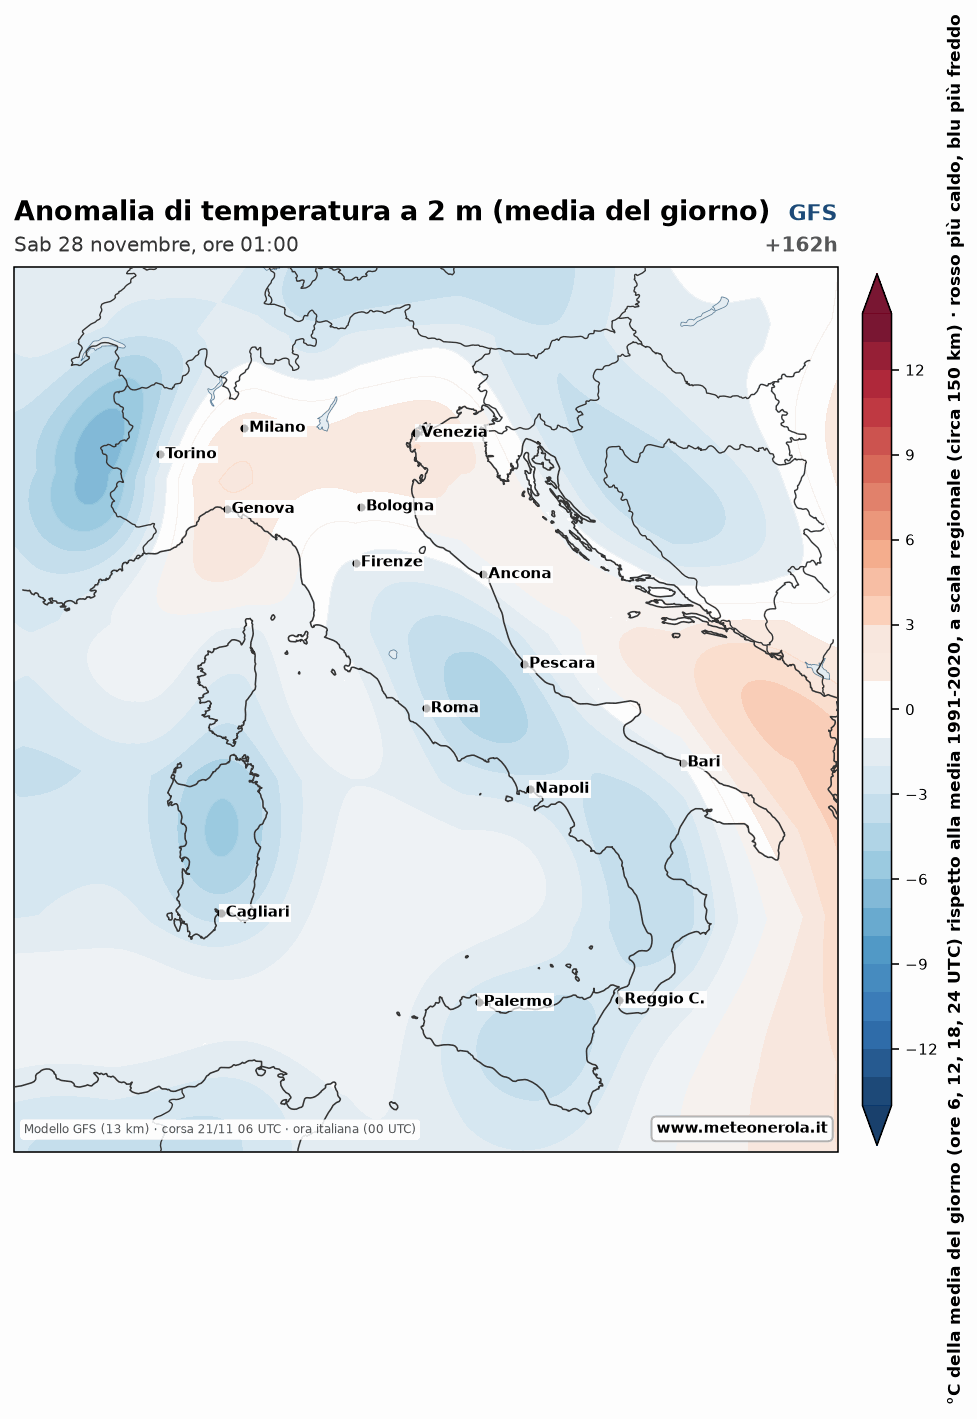 Anomalia di temperatura a 2 m (media del giorno) GFS
Sab 28 novembre, ore 01:00 +162h
Milano
Venezia
Torino
Genova
Bologna
Firenze
Ancona
Pescara
Roma
Bari
Napoli
Cagliari
Palermo
Reggio C.
Modello GFS (13 km) · corsa 21/11 06 UTC · ora italiana (00 UTC)
www.meteonerola.it
12
9
6
3
0
−3
−6
−9
−12
°C della media del giorno (ore 6, 12, 18, 24 UTC) rispetto alla media 1991-2020, a scala regionale (circa 150 km) · rosso più caldo, blu più freddo